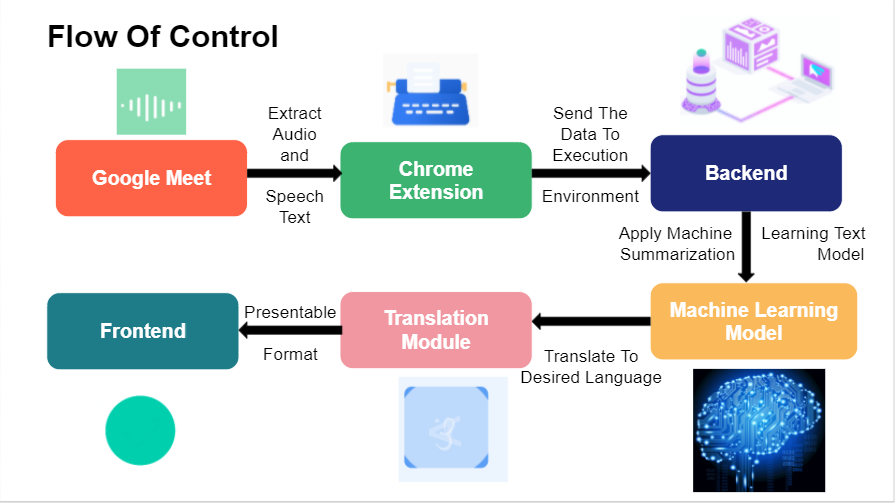 Flow Of Control
Extract
Audio
and
Speech
Text
Send The
Data To
Execution
Environment
Google Meet
Chrome
Extension
Backend
Apply Machine
Summarization
Learning Text
Model
Frontend
Presentable
Format
Translation
Module
Machine Learning
Model
Translate To
Desired Language